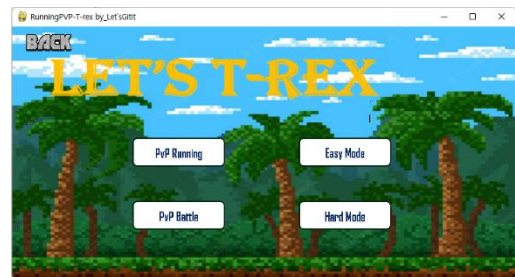 RunningPVP-T-rex by_Let'sGitit
BACK
LET'S T-REX
PvP Running
Easy Mode
PvP Battle
Hard Mode